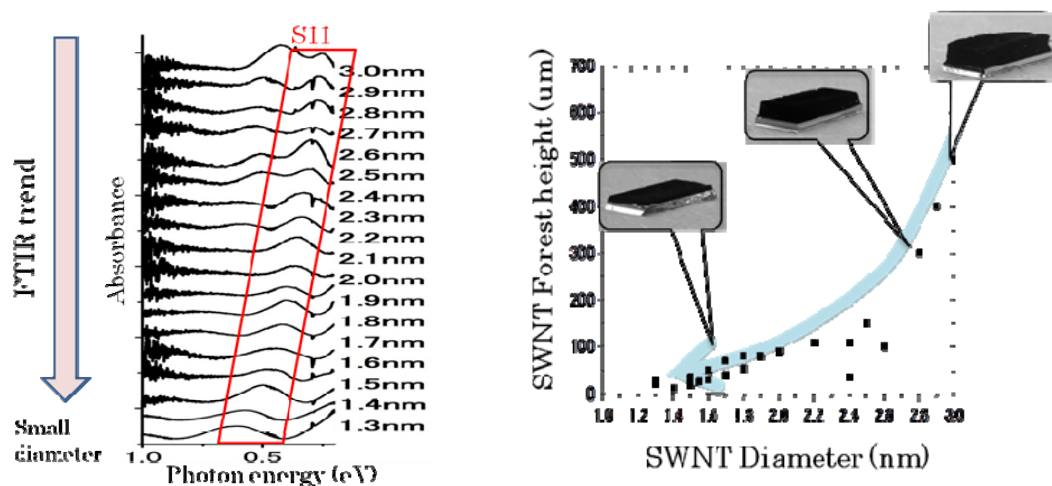 S11
3.0nm
2.9nm
2.8nm
2.7nm
2.6nm
2.5nm
2.4nm
2.3nm
2.2nm
2.1nm
2.0nm
1.9nm
1.8nm
1.7nm
1.6nm
1.5nm
1.4nm
1.3nm
FTIR trend
Absorbance
Small
diameter
1.0
0.5
Photon energy (eV)
SWNT Forest height (um)
700
600
500
400
300
200
100
0
1.0
1.2
1.4
1.6
1.8
2.0
2.2
2.4
2.6
2.8
3.0
SWNT Diameter (nm)